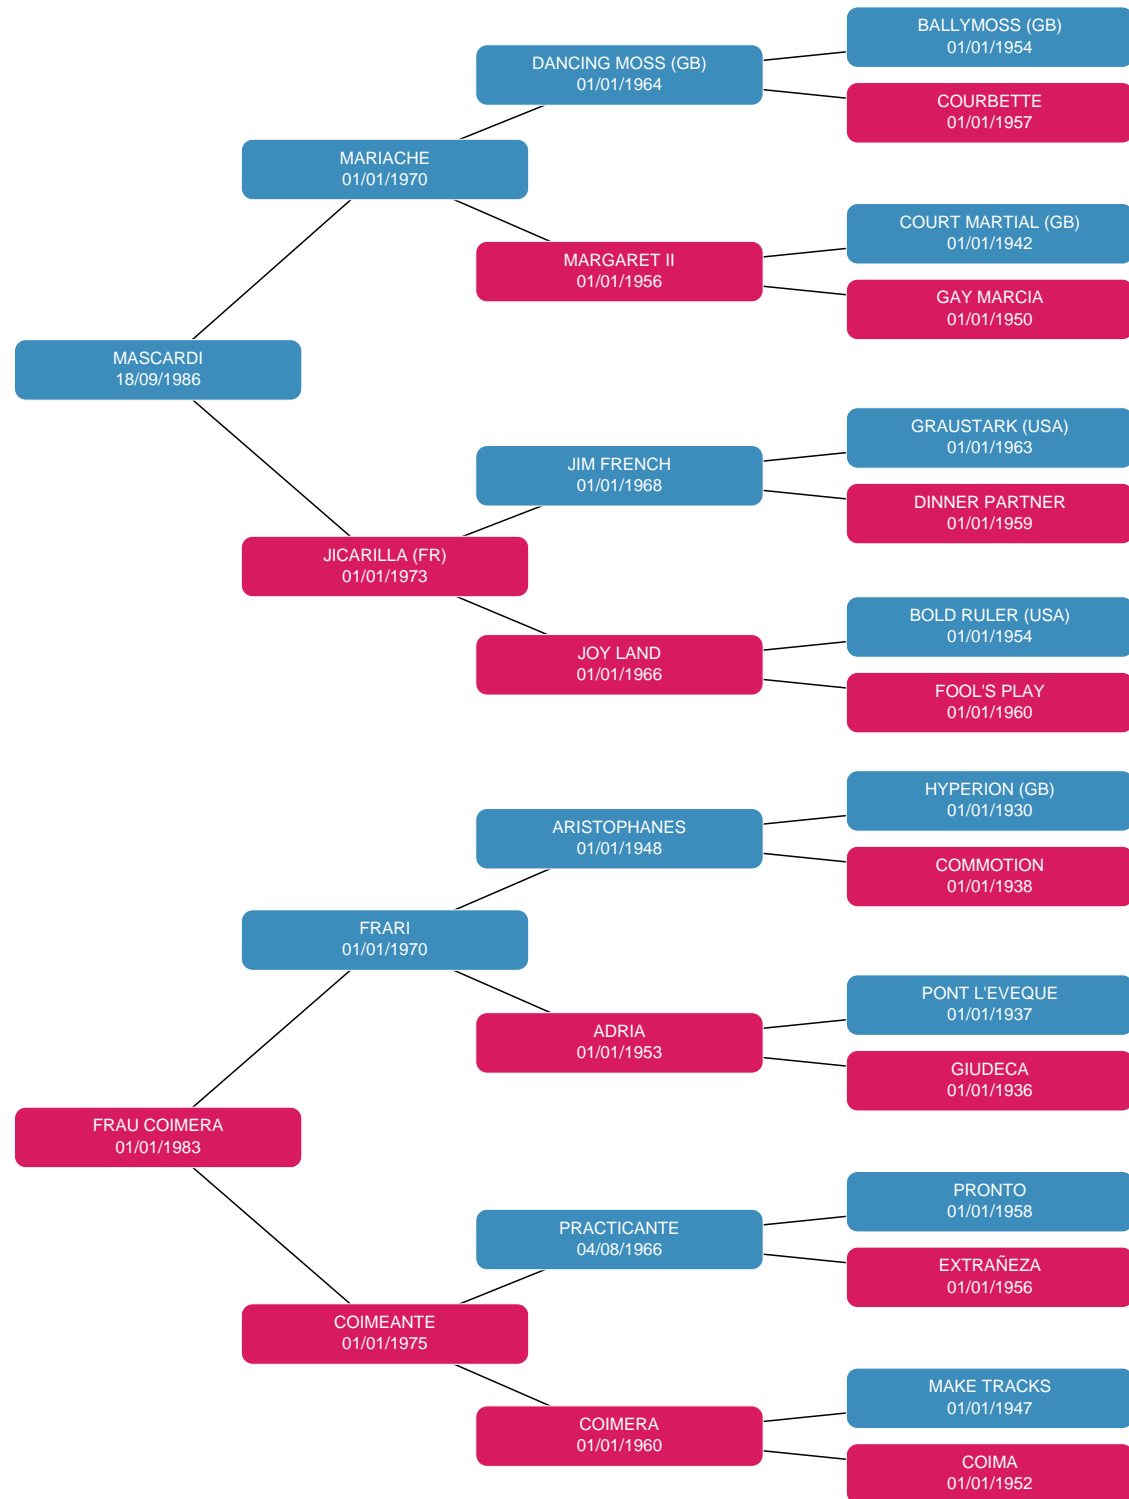 BALLYMOSS (GB)
01/01/1954
DANCING MOSS (GB)
01/01/1964
COURBETTE
01/01/1957
MARIACHE
01/01/1970
COURT MARTIAL (GB)
01/01/1942
MARGARET II
01/01/1956
GAY MARCIA
01/01/1950
MASCARDI
18/09/1986
GRAUSTARK (USA)
01/01/1963
JIM FRENCH
01/01/1968
DINNER PARTNER
01/01/1959
JICARILLA (FR)
01/01/1973
BOLD RULER (USA)
01/01/1954
JOY LAND
01/01/1966
FOOL'S PLAY
01/01/1960
HYPERION (GB)
01/01/1930
ARISTOPHANES
01/01/1948
COMMOTION
01/01/1938
FRARI
01/01/1970
PONT L'EVEQUE
01/01/1937
ADRIA
01/01/1953
GIUDECA
01/01/1936
FRAU COIMERA
01/01/1983
PRONTO
01/01/1958
PRACTICANTE
04/08/1966
EXTRAÑEZA
01/01/1956
COIMEANTE
01/01/1975
MAKE TRACKS
01/01/1947
COIMERA
01/01/1960
COIMA
01/01/1952